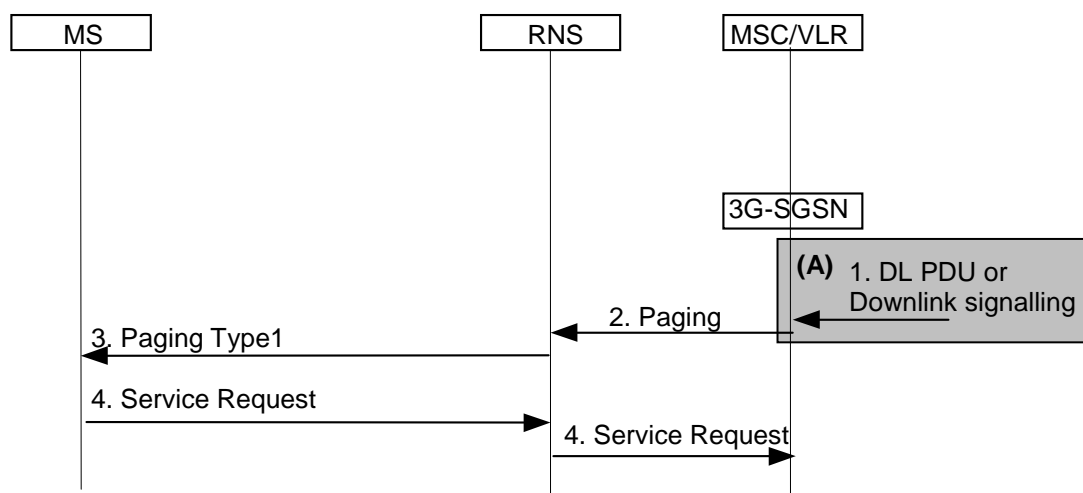 MS
RNS
MSC/VLR
3G-SGSN
(A)
1. DL PDU or
Downlink signalling
2. Paging
3. Paging Type1
4. Service Request
4. Service Request